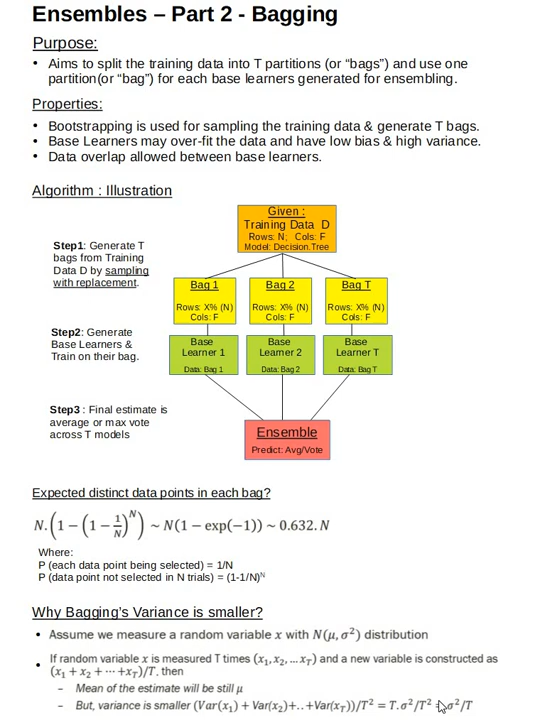 Ensembles – Part 2 - Bagging
Purpose:
• Aims to split the training data into T partitions (or “bags”) and use one
partition(or “bag”) for each base learners generated for ensembling.
Properties:
• Bootstrapping is used for sampling the training data & generate T bags.
• Base Learners may over-fit the data and have low bias & high variance.
• Data overlap allowed between base learners.
Algorithm : Illustration
Given :
Training Data D
Rows: N; Cols: F
Model: Decision.Tree
Step1: Generate T
bags from Training
Data D by sampling
with replacement.
Bag 1
Rows: X% (N)
Cols: F
Bag 2
Rows: X% (N)
Cols: F
Bag T
Rows: X% (N)
Cols: F
Step2: Generate
Base Learners &
Train on their bag.
Base
Learner 1
Data: Bag 1
Base
Learner 2
Data: Bag 2
Base
Learner T
Data: Bag T
Step3 : Final estimate is
average or max vote
across T models
Ensemble
Predict: Avg/Vote
Expected distinct data points in each bag?
N.(1 − (1 − 1/N)^N) ~ N(1 − exp(−1)) ~ 0.632. N
Where:
P (each data point being selected) = 1/N
P (data point not selected in N trials) = (1-1/N)^N
Why Bagging’s Variance is smaller?
• Assume we measure a random variable x with N(μ, σ²) distribution
• If random variable x is measured T times (x₁, x₂, … x_T) and a new variable is constructed as
(x₁ + x₂ + ⋯ + x_T)/T. then
– Mean of the estimate will be still μ
– But, variance is smaller (Var(x₁) + Var(x₂)+..+Var(x_T))/T² = T.σ²/T² = σ²/T